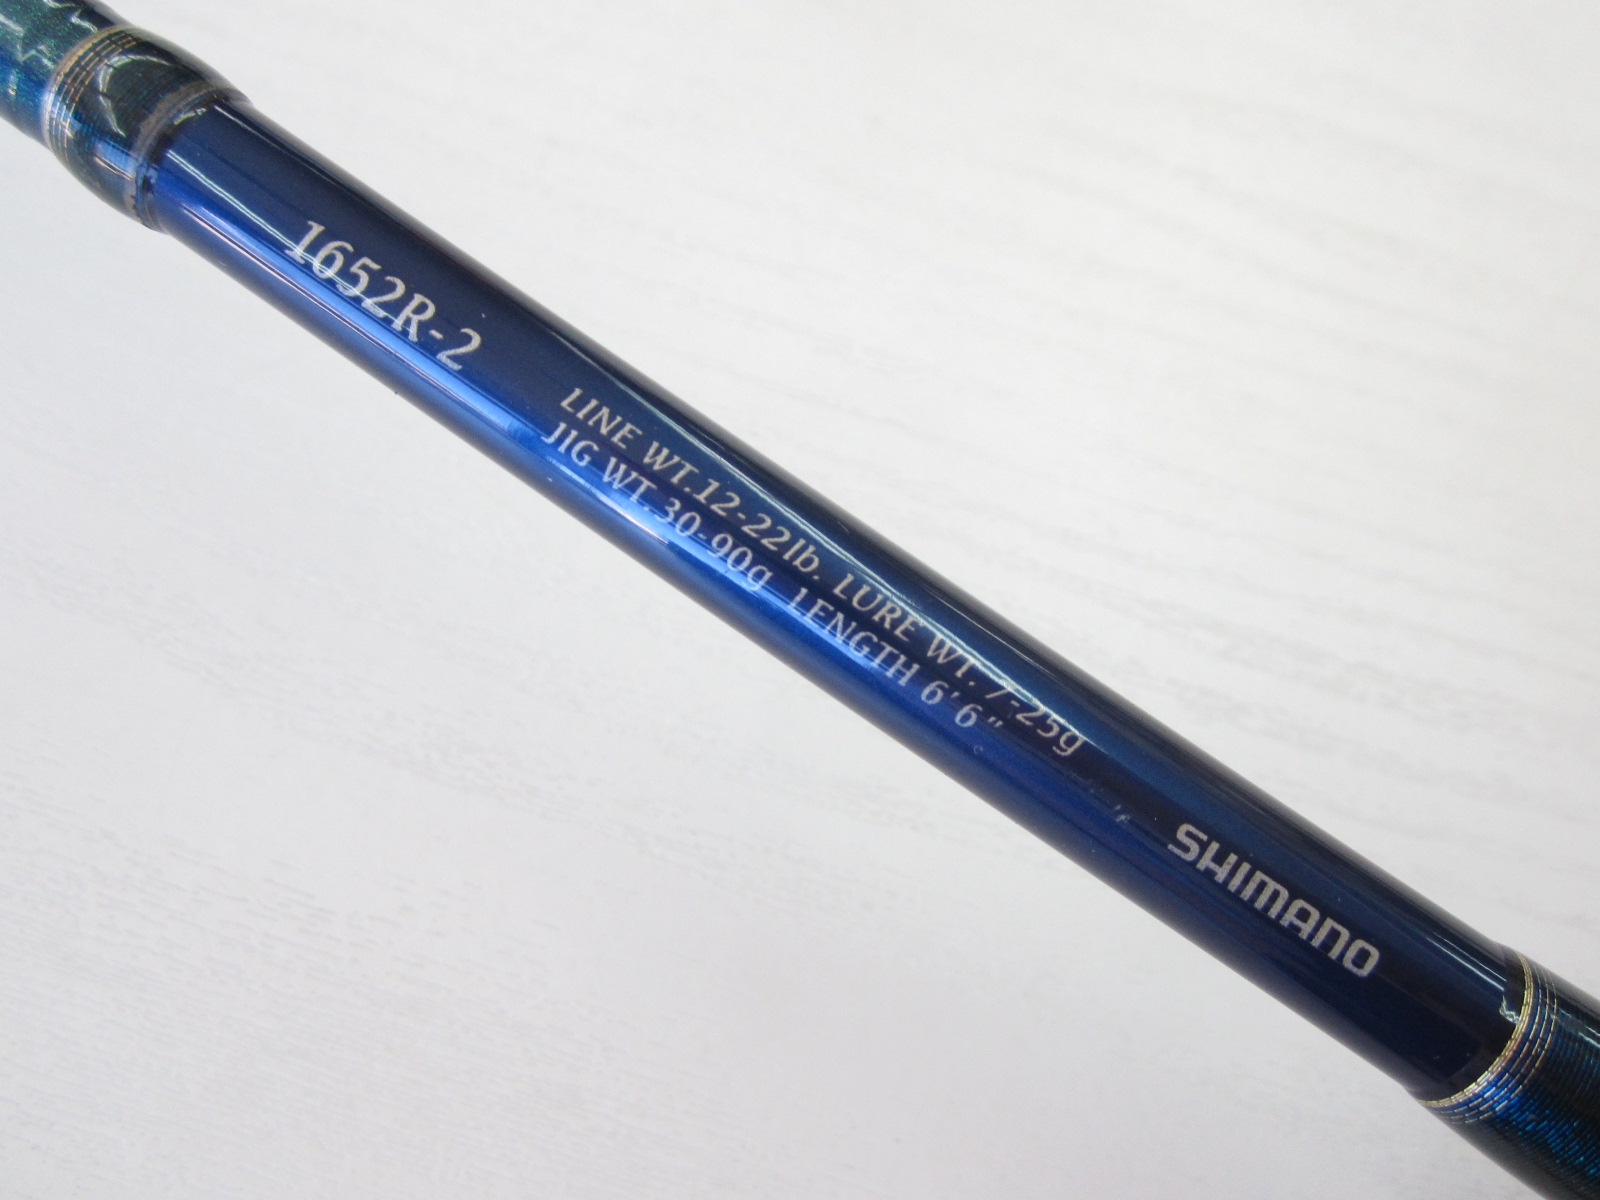 1652R-2
LINE WT.12-22lb. LURE WT. 7-25g
JIG WT.30-90g LENGTH 6'6"
SHIMANO